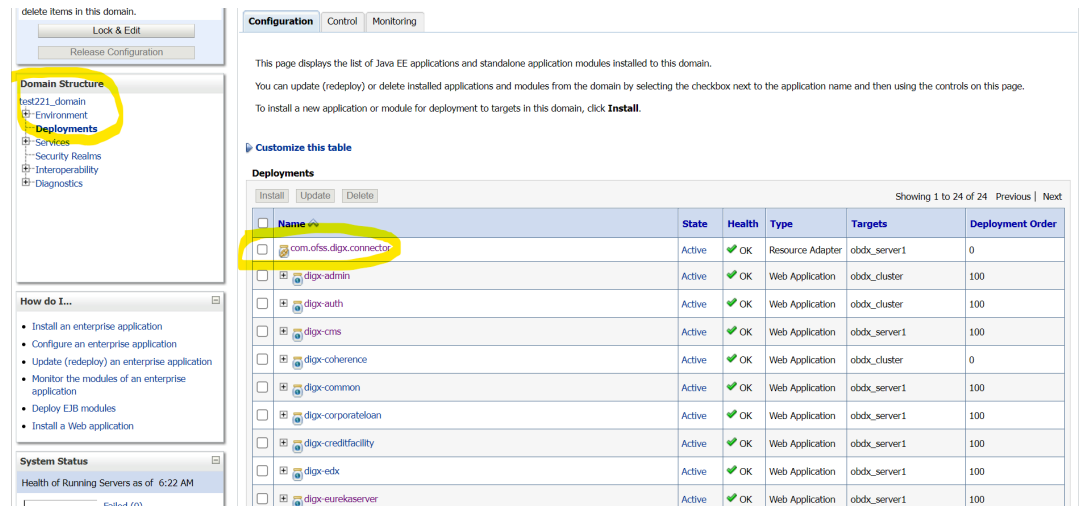 delete items in this domain.
Lock & Edit
Release Configuration
Domain Structure
test221_domain
Environment
Deployments
Services
Security Realms
Interoperability
Diagnostics
How do I...
Install an enterprise application
Configure an enterprise application
Update (redeploy) an enterprise application
Monitor the modules of an enterprise
application
Deploy EJB modules
Install a Web application
System Status
Health of Running Servers as of 6:22 AM
Failed (0)
Configuration Control Monitoring
This page displays the list of Java EE applications and standalone application modules installed to this domain.
You can update (redeploy) or delete installed applications and modules from the domain by selecting the checkbox next to the application name and then using the controls on this page.
To install a new application or module for deployment to targets in this domain, click Install.
Customize this table
Deployments
Install Update Delete Showing 1 to 24 of 24 Previous | Next
Name State Health Type Targets Deployment Order
com.ofss.digx.connector Active OK Resource Adapter obdx_server1 0
digx-admin Active OK Web Application obdx_cluster 100
digx-auth Active OK Web Application obdx_cluster 100
digx-cms Active OK Web Application obdx_server1 100
digx-coherence Active OK Web Application obdx_cluster 0
digx-common Active OK Web Application obdx_server1 100
digx-corporateloan Active OK Web Application obdx_server1 100
digx-creditfacility Active OK Web Application obdx_server1 100
digx-edx Active OK Web Application obdx_server1 100
digx-eurekaserver Active OK Web Application obdx_server1 100